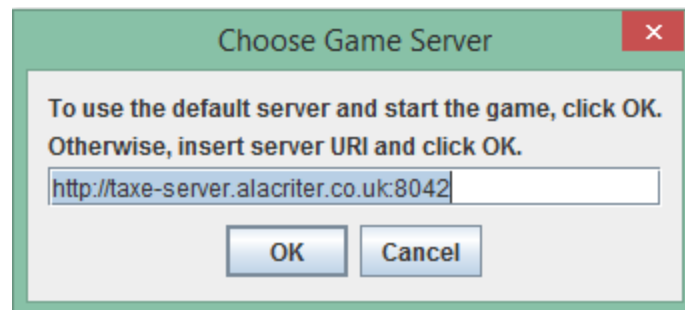 Choose Game Server
To use the default server and start the game, click OK.
Otherwise, insert server URI and click OK.
http://taxe-server.alacriter.co.uk:8042
OK Cancel